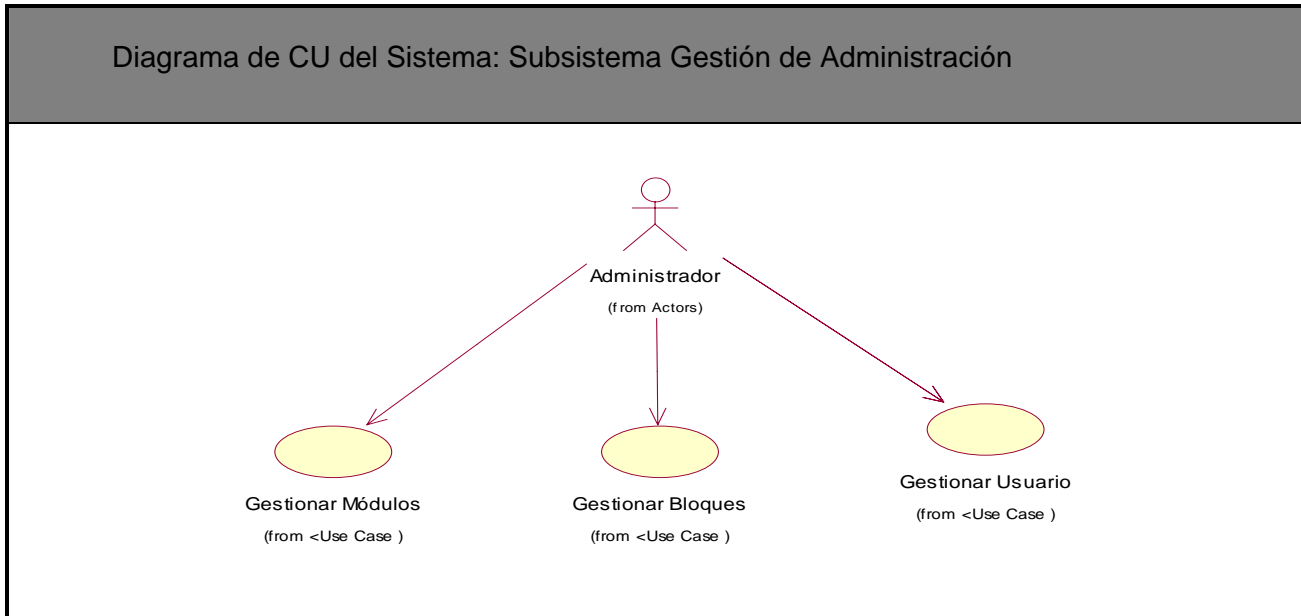 Diagrama de CU del Sistema: Subsistema Gestión de Administración
Administrador
(from Actors)
Gestionar Módulos
(from <Use Case )
Gestionar Bloques
(from <Use Case )
Gestionar Usuario
(from <Use Case )